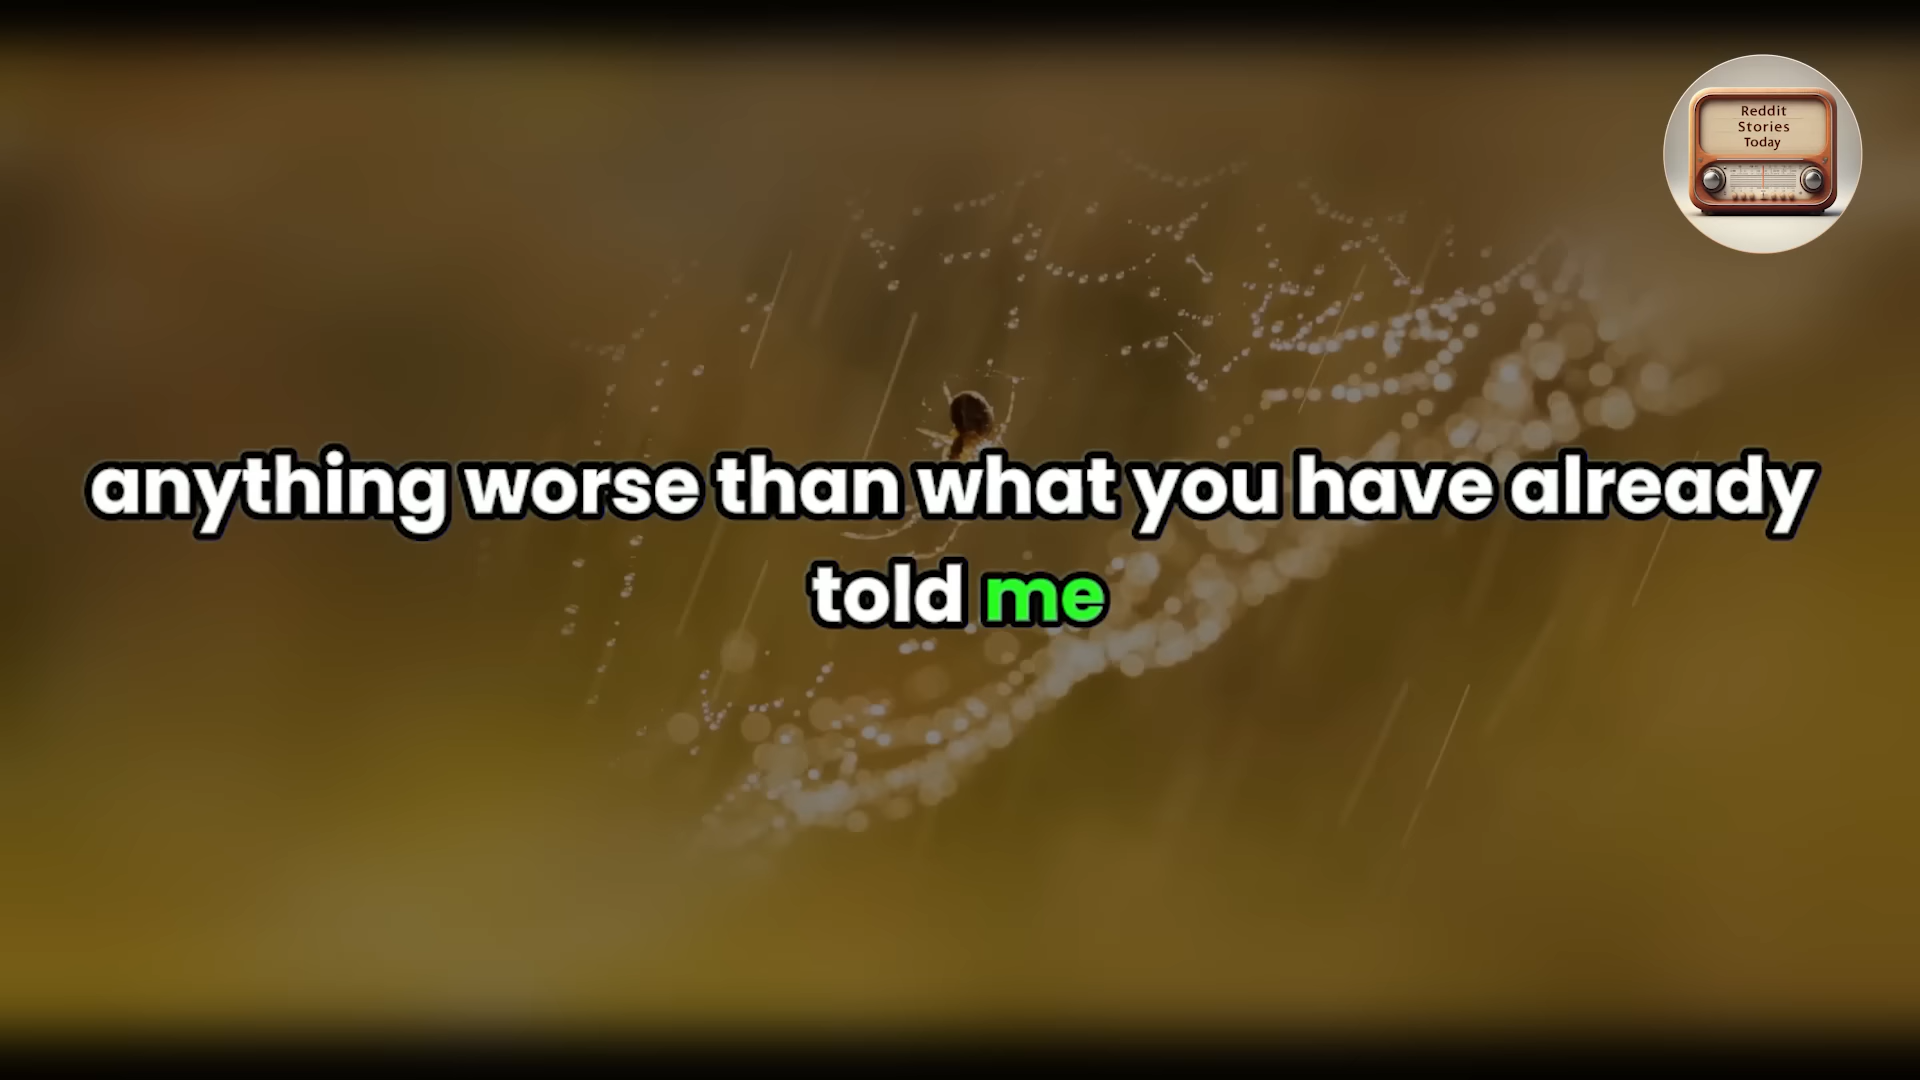 Reddit
Stories
Today
anything worse than what you have already
told me